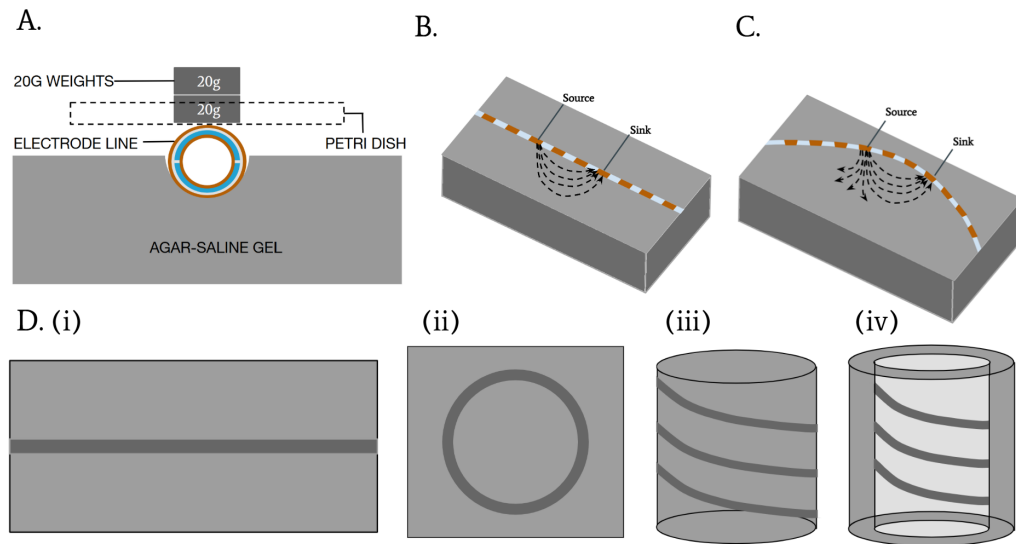 A.
20G WEIGHTS
20g
20g
ELECTRODE LINE
PETRI DISH
AGAR-SALINE GEL
B.
Source
Sink
C.
Source
Sink
D. (i)
(ii)
(iii)
(iv)